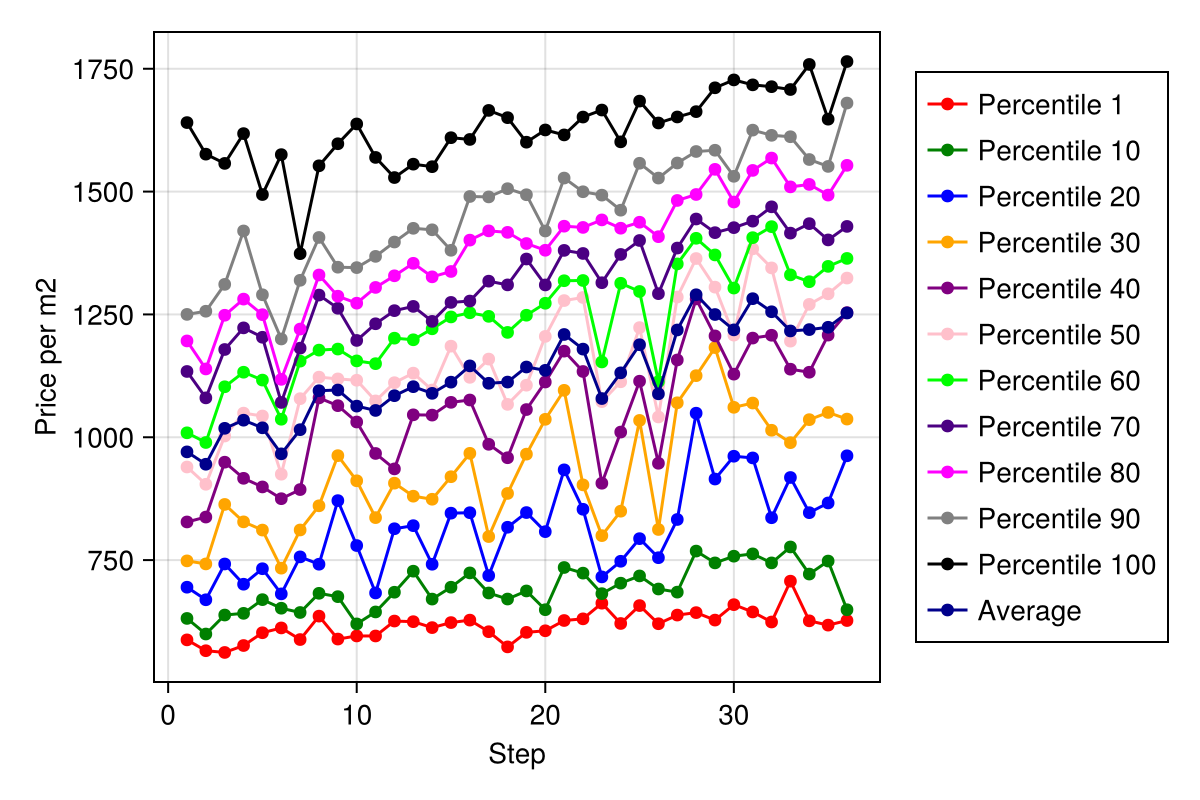 1750
1500
1250
1000
750
Price per m2
0 10 20 30
Step
Percentile 1
Percentile 10
Percentile 20
Percentile 30
Percentile 40
Percentile 50
Percentile 60
Percentile 70
Percentile 80
Percentile 90
Percentile 100
Average